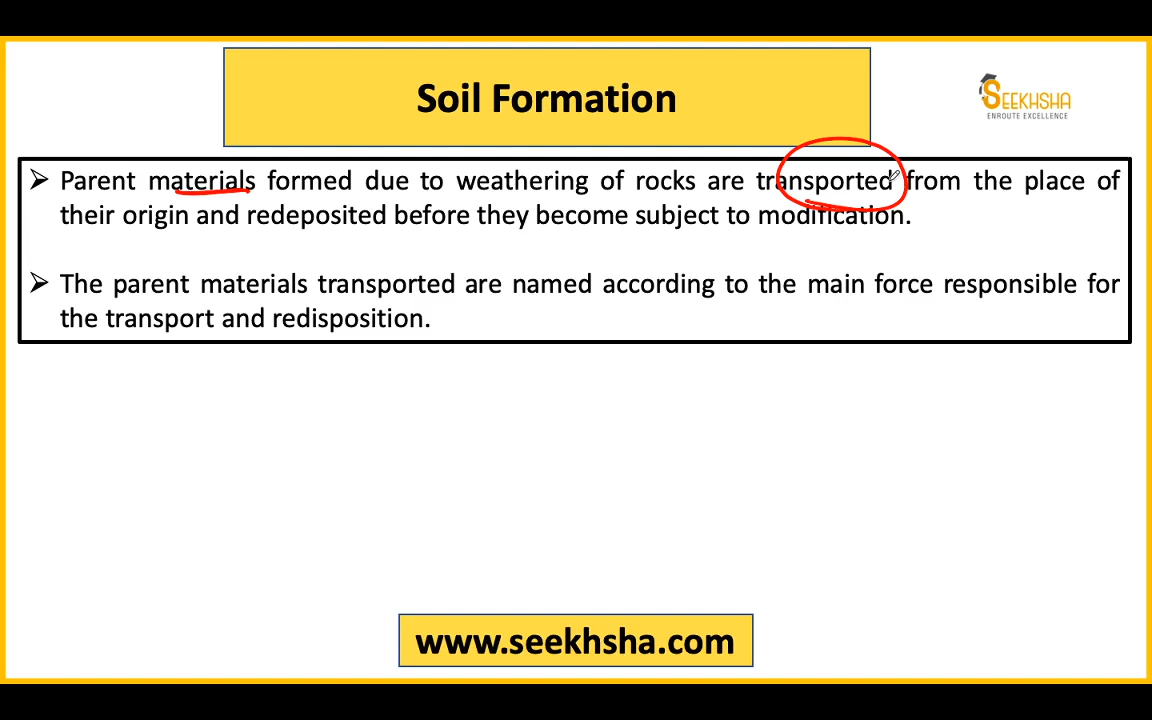 Soil Formation
SEEKHSHA
ENROUTE EXCELLENCE
➤ Parent materials formed due to weathering of rocks are transported from the place of
their origin and redeposited before they become subject to modification.
➤ The parent materials transported are named according to the main force responsible for
the transport and redisposition.
www.seekhsha.com